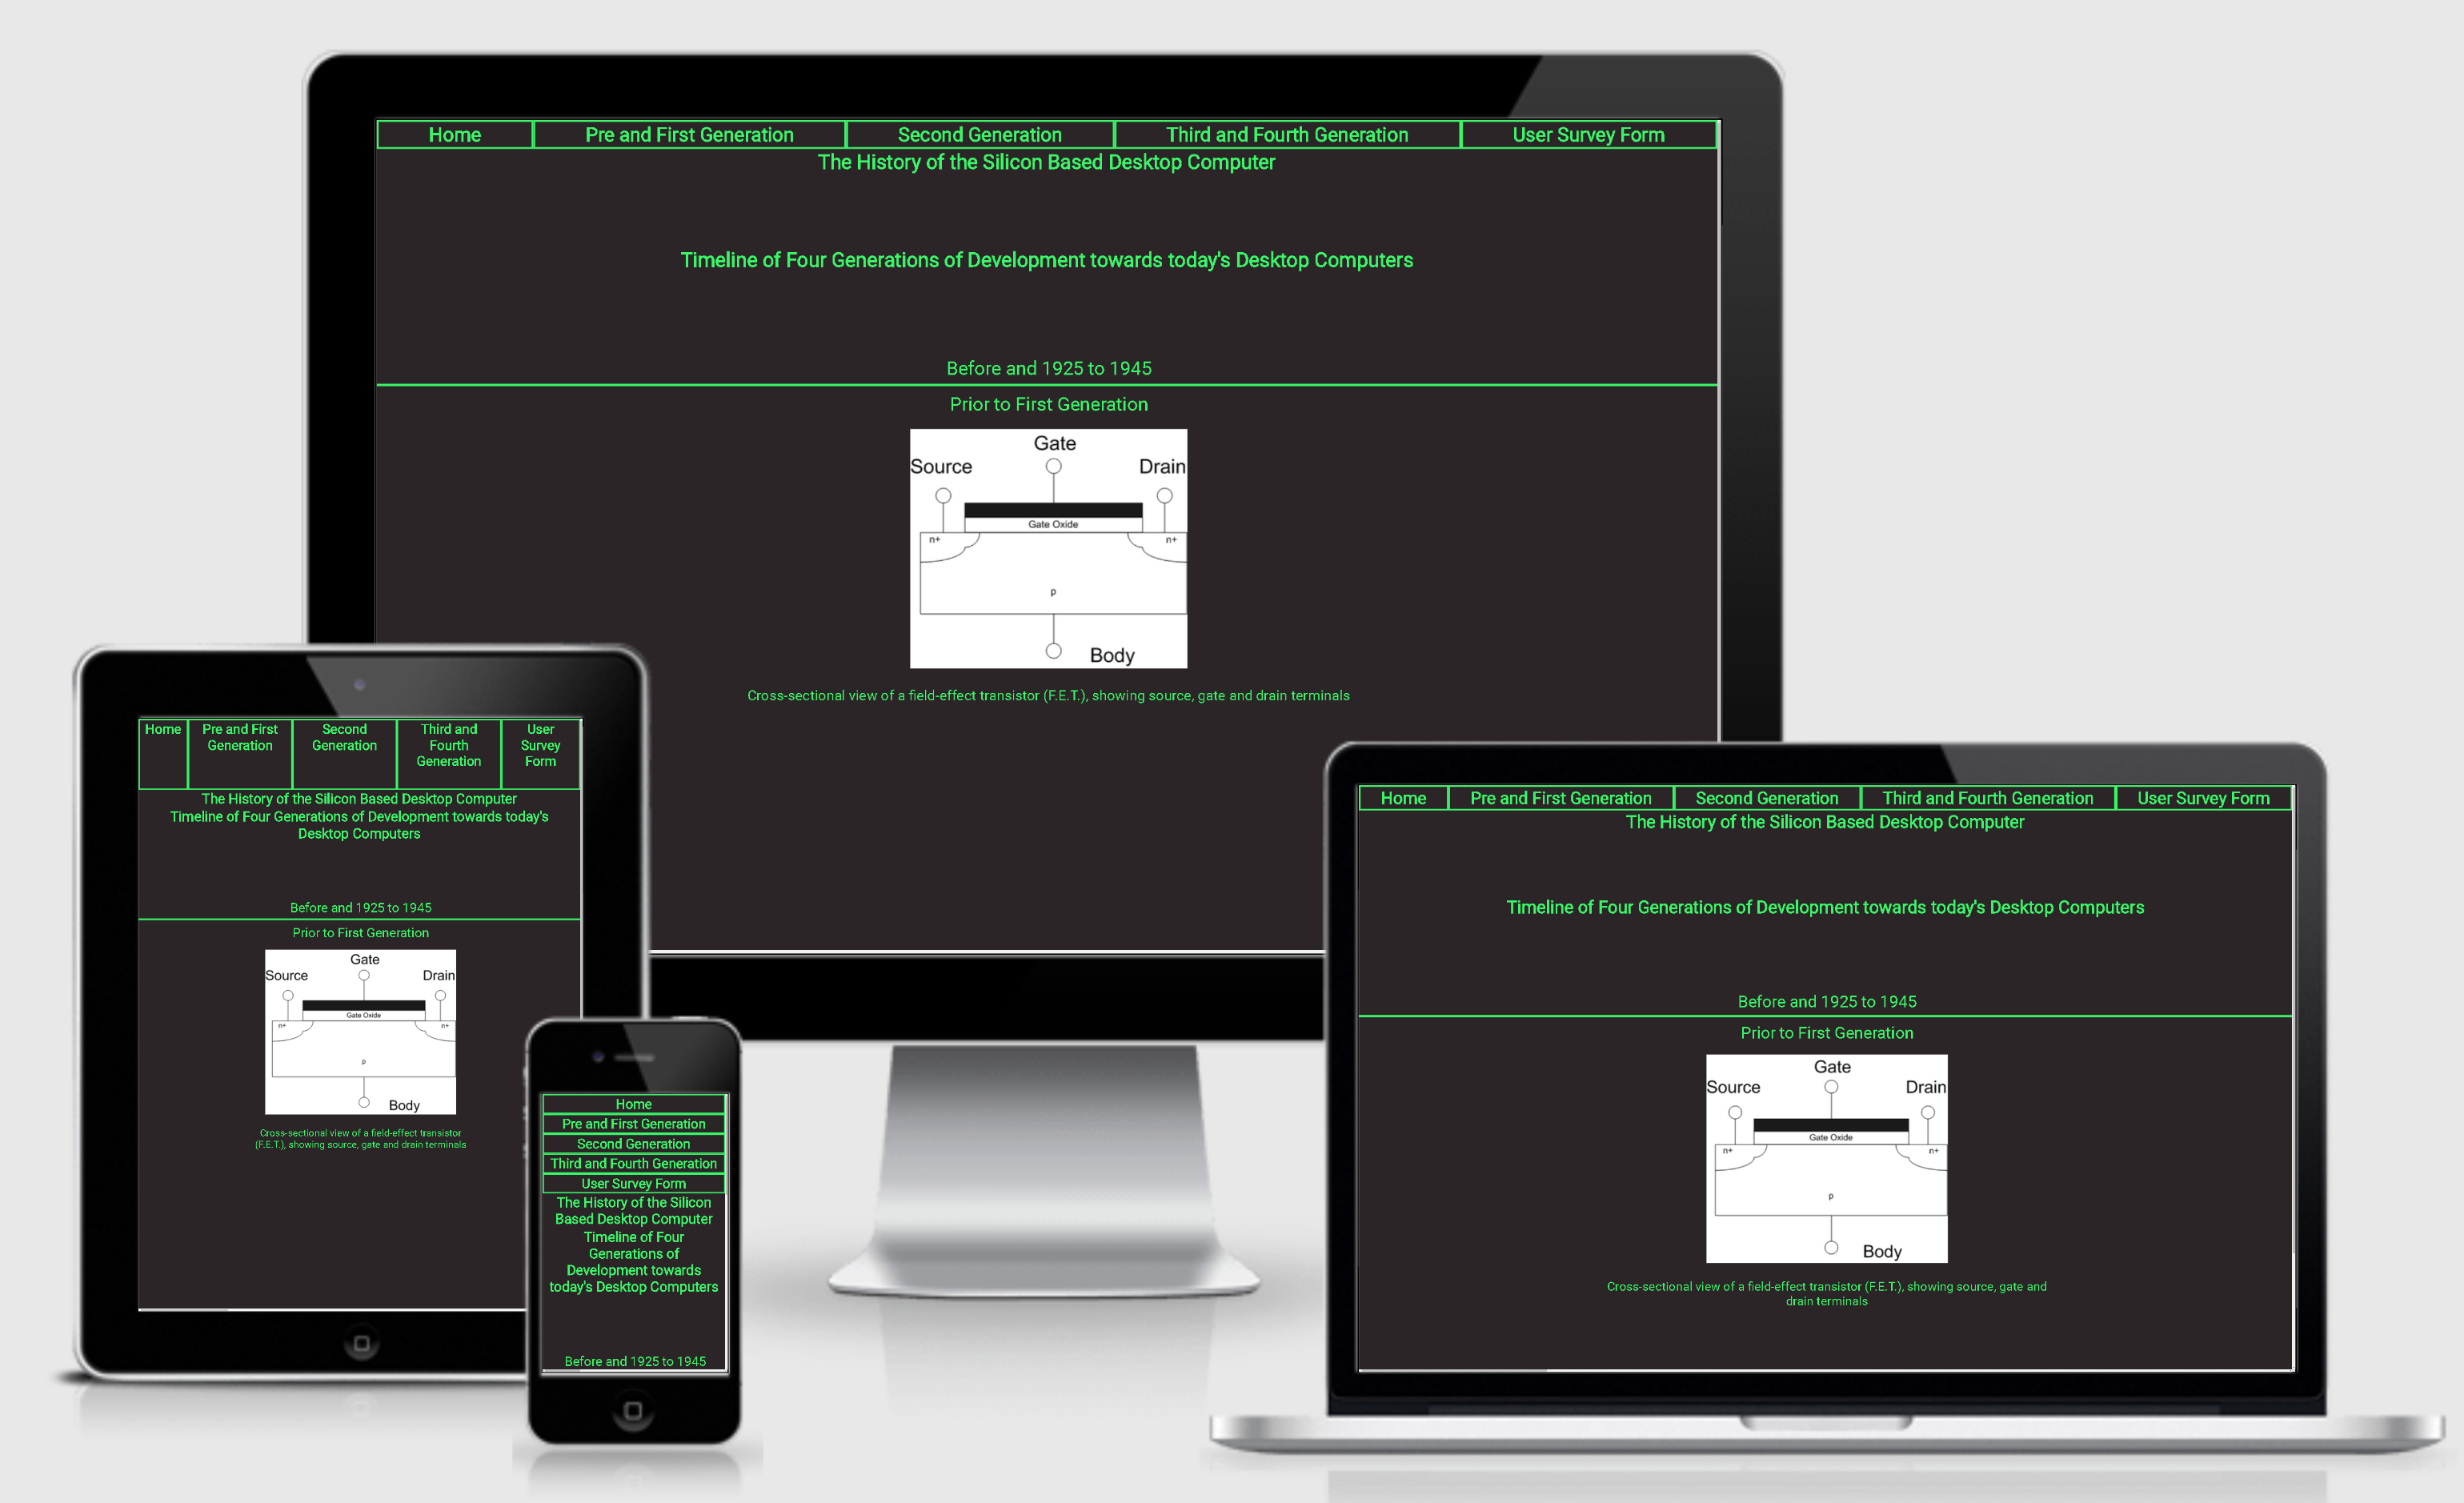 Home
Pre and First Generation
Second Generation
Third and Fourth Generation
User Survey Form
The History of the Silicon Based Desktop Computer
Timeline of Four Generations of Development towards today's Desktop Computers
Before and 1925 to 1945
Prior to First Generation
Gate
Source
Drain
Gate Oxide
n+
n+
p
Body
Cross-sectional view of a field-effect transistor (F.E.T.), showing source, gate and drain terminals
Home
Pre and First
Generation
Second
Generation
Third and
Fourth
Generation
User
Survey
Form
The History of the Silicon Based Desktop Computer
Timeline of Four Generations of Development towards today's
Desktop Computers
Before and 1925 to 1945
Prior to First Generation
Gate
Source
Drain
Gate Oxide
n+
n+
p
Body
Cross-sectional view of a field-effect transistor
(F.E.T.), showing source, gate and drain terminals
Home
Pre and First Generation
Second Generation
Third and Fourth Generation
User Survey Form
The History of the Silicon
Based Desktop Computer
Timeline of Four
Generations of
Development towards
today's Desktop Computers
Before and 1925 to 1945
Home
Pre and First Generation
Second Generation
Third and Fourth Generation
User Survey Form
The History of the Silicon Based Desktop Computer
Timeline of Four Generations of Development towards today's Desktop Computers
Before and 1925 to 1945
Prior to First Generation
Gate
Source
Drain
Gate Oxide
n+
n+
p
Body
Cross-sectional view of a field-effect transistor (F.E.T.), showing source, gate and
drain terminals